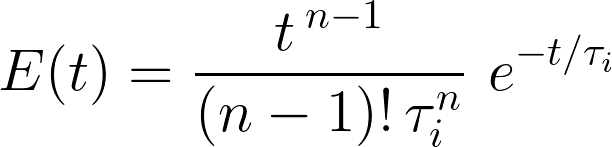 E(t) = \frac{t^{\,n-1}}{(n-1)!\,\tau_i^n} \; e^{-t/\tau_i}